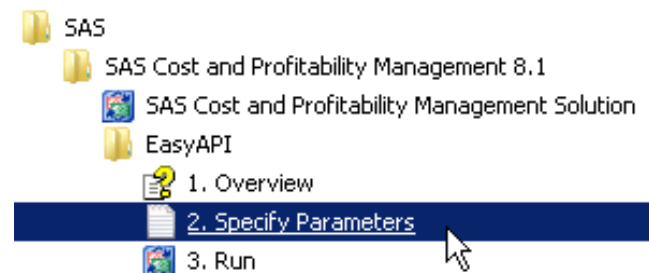 SAS
SAS Cost and Profitability Management 8.1
SAS Cost and Profitability Management Solution
EasyAPI
1. Overview
2. Specify Parameters
3. Run